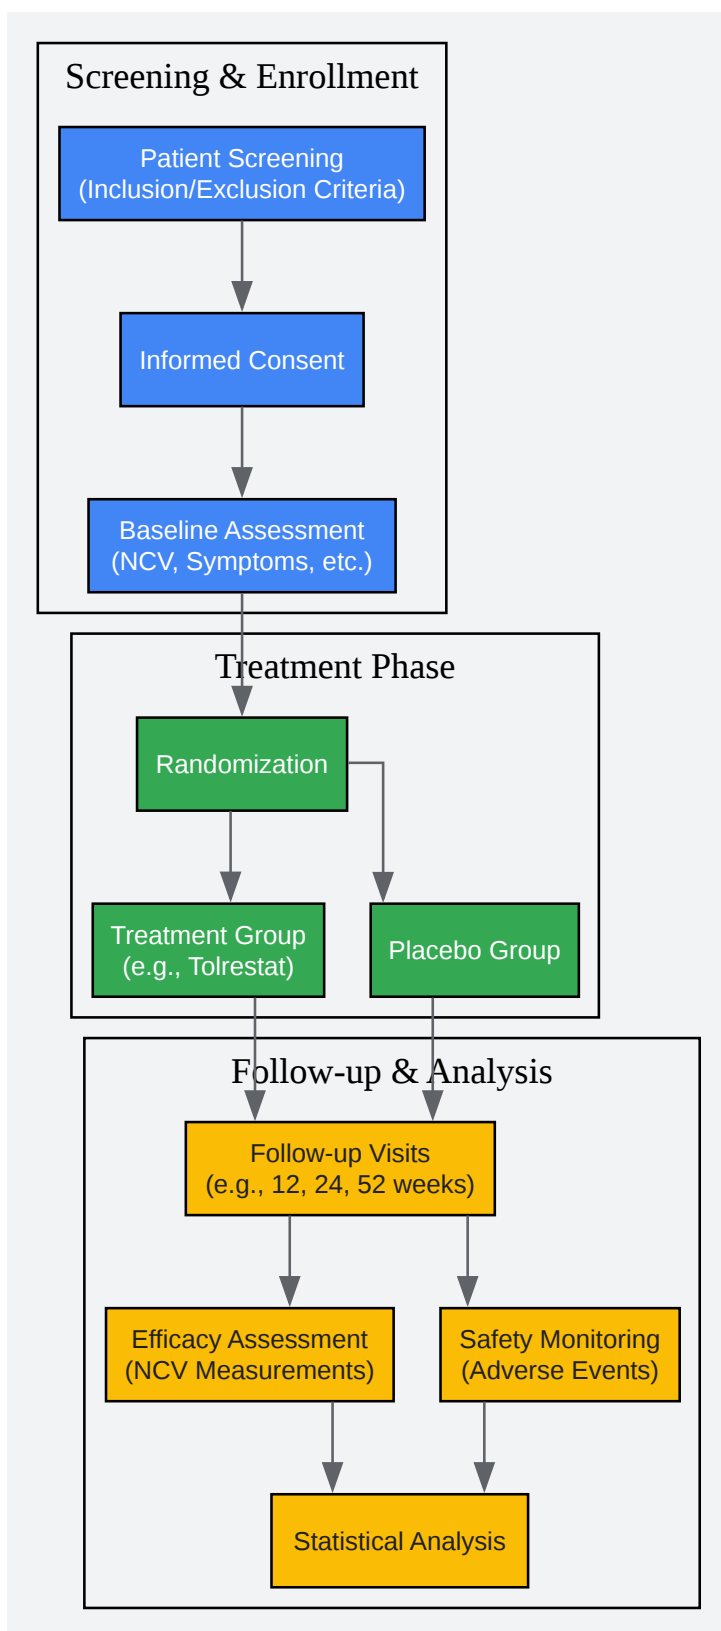 Screening & Enrollment
Patient Screening
(Inclusion/Exclusion Criteria)
Informed Consent
Baseline Assessment
(NCV, Symptoms, etc.)
Treatment Phase
Randomization
Treatment Group
(e.g., Tolrestat)
Placebo Group
Follow-up & Analysis
Follow-up Visits
(e.g., 12, 24, 52 weeks)
Efficacy Assessment
(NCV Measurements)
Safety Monitoring
(Adverse Events)
Statistical Analysis